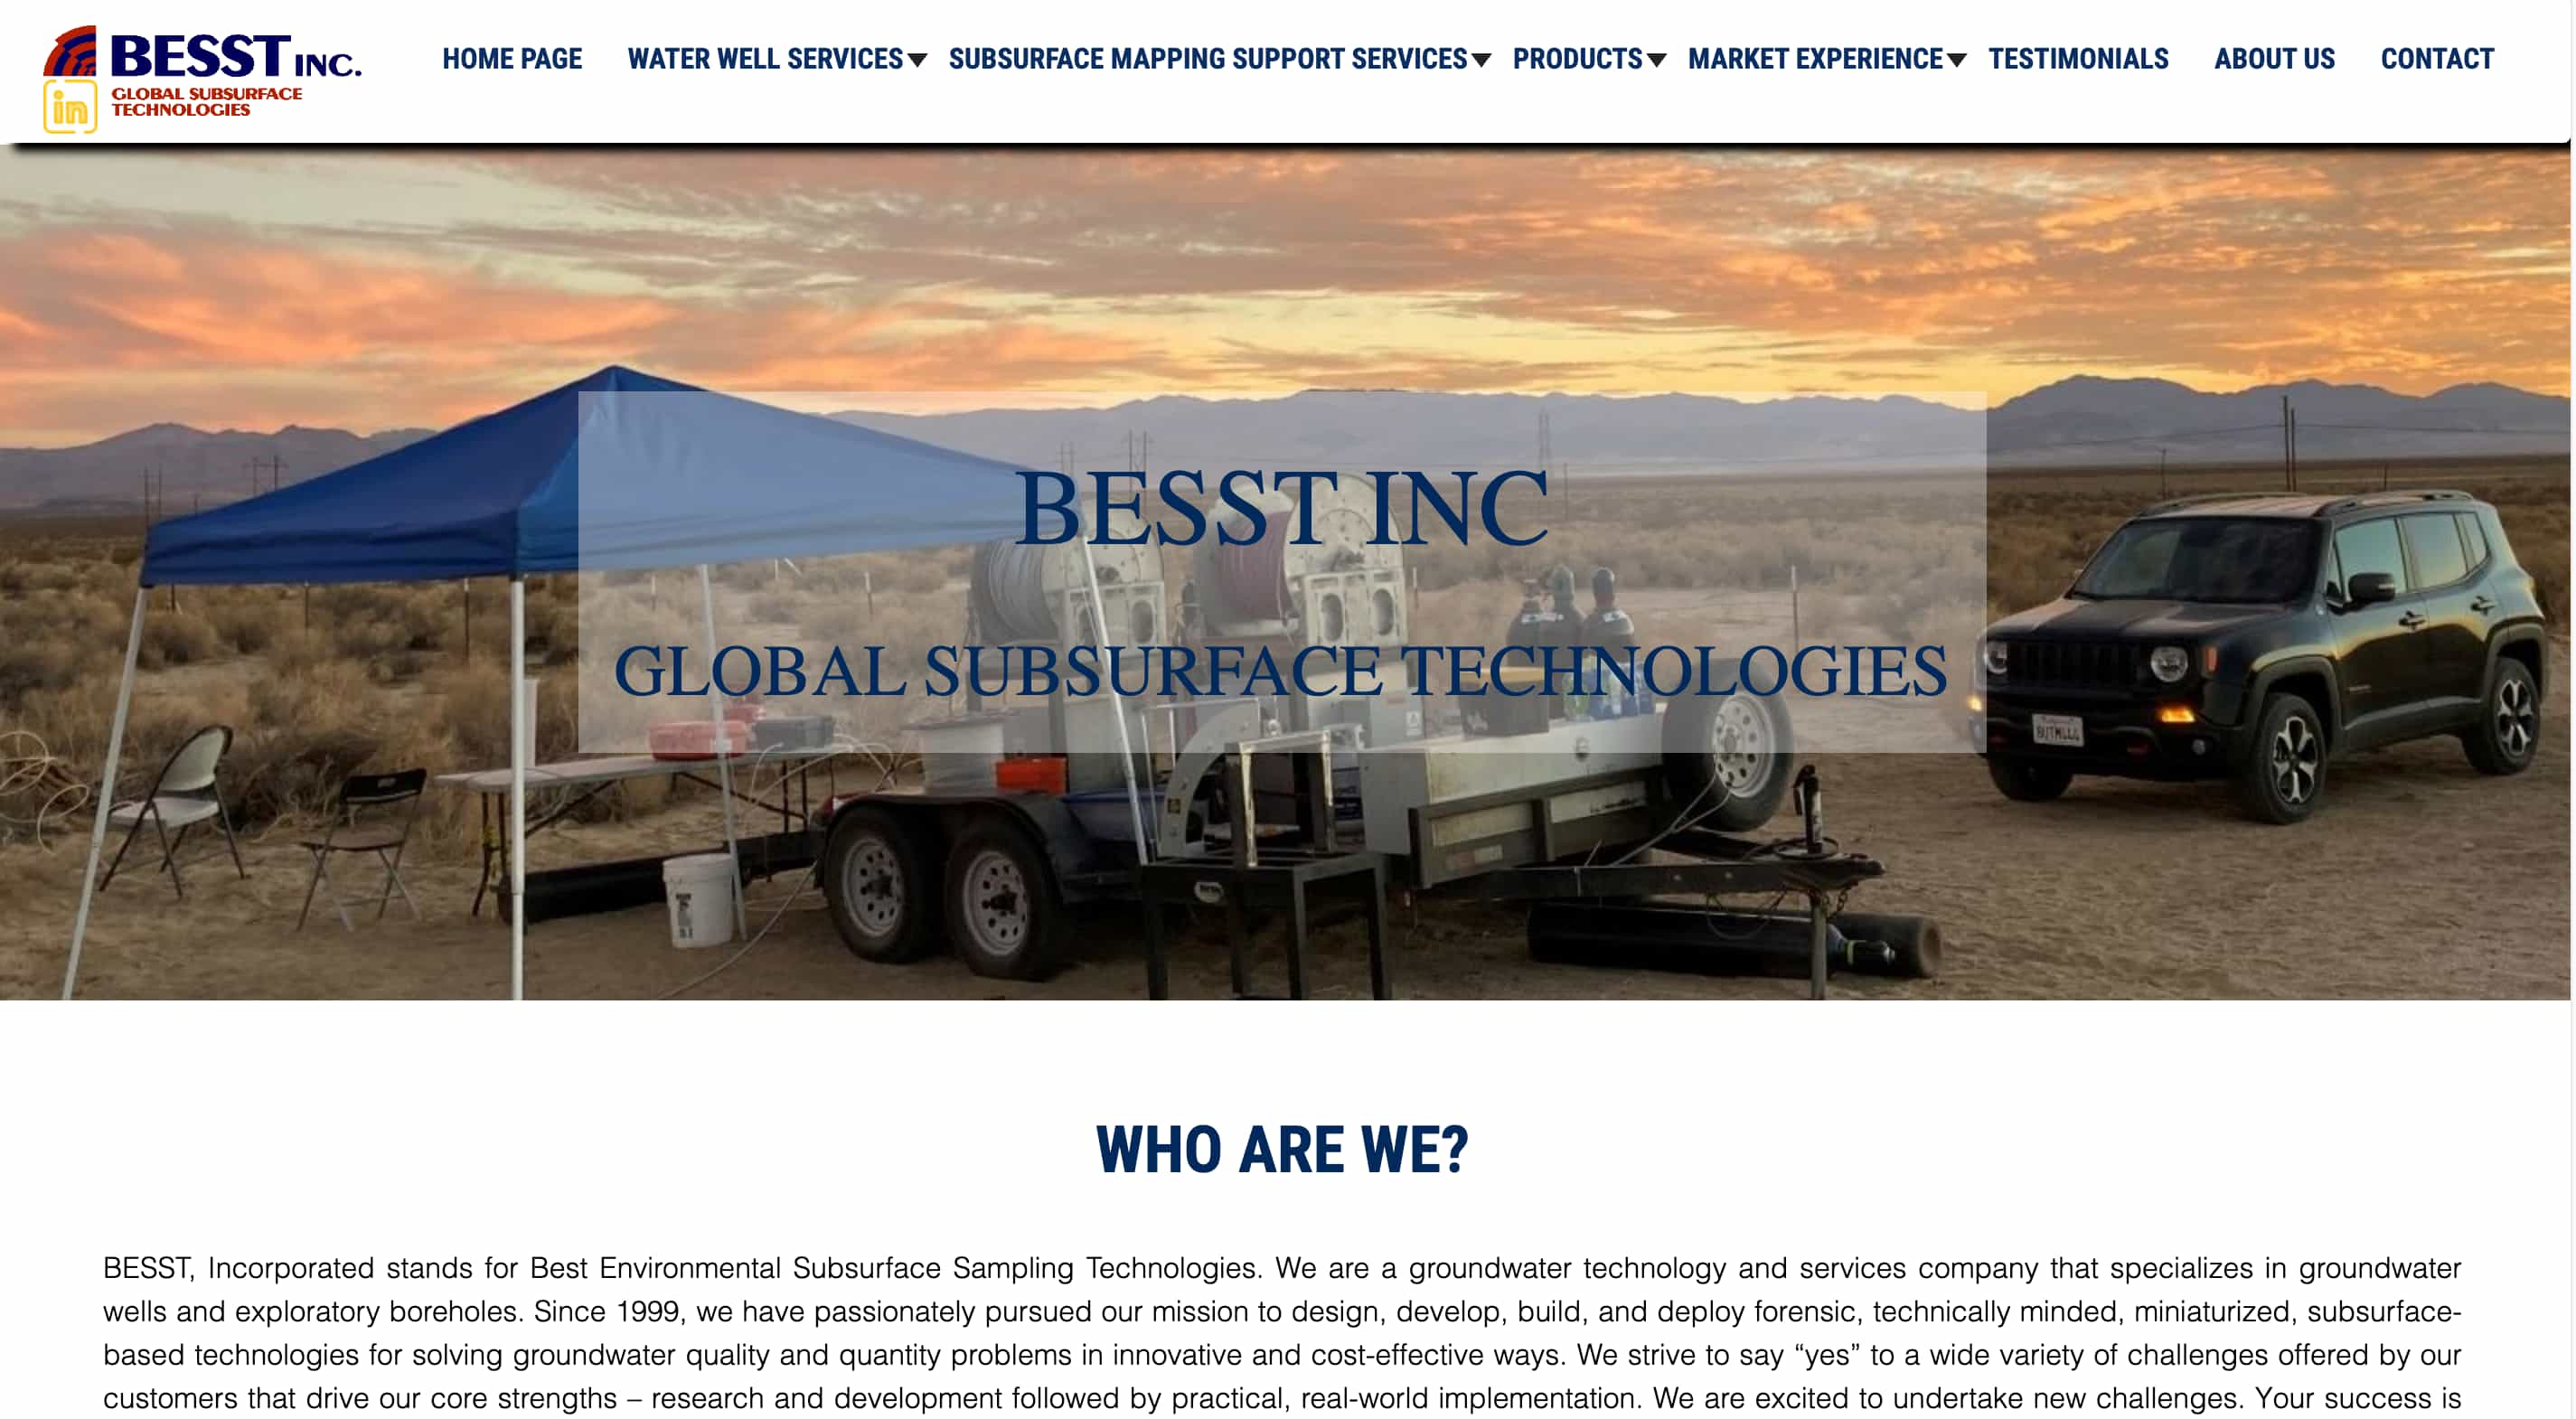 BESST INC.
GLOBAL SUBSURFACE
TECHNOLOGIES
in
HOME PAGE WATER WELL SERVICES SUBSURFACE MAPPING SUPPORT SERVICES PRODUCTS MARKET EXPERIENCE TESTIMONIALS ABOUT US CONTACT
BESST INC
GLOBAL SUBSURFACE TECHNOLOGIES
WHO ARE WE?
BESST, Incorporated stands for Best Environmental Subsurface Sampling Technologies. We are a groundwater technology and services company that specializes in groundwater
wells and exploratory boreholes. Since 1999, we have passionately pursued our mission to design, develop, build, and deploy forensic, technically minded, miniaturized, subsurface-
based technologies for solving groundwater quality and quantity problems in innovative and cost-effective ways. We strive to say “yes” to a wide variety of challenges offered by our
customers that drive our core strengths – research and development followed by practical, real-world implementation. We are excited to undertake new challenges. Your success is